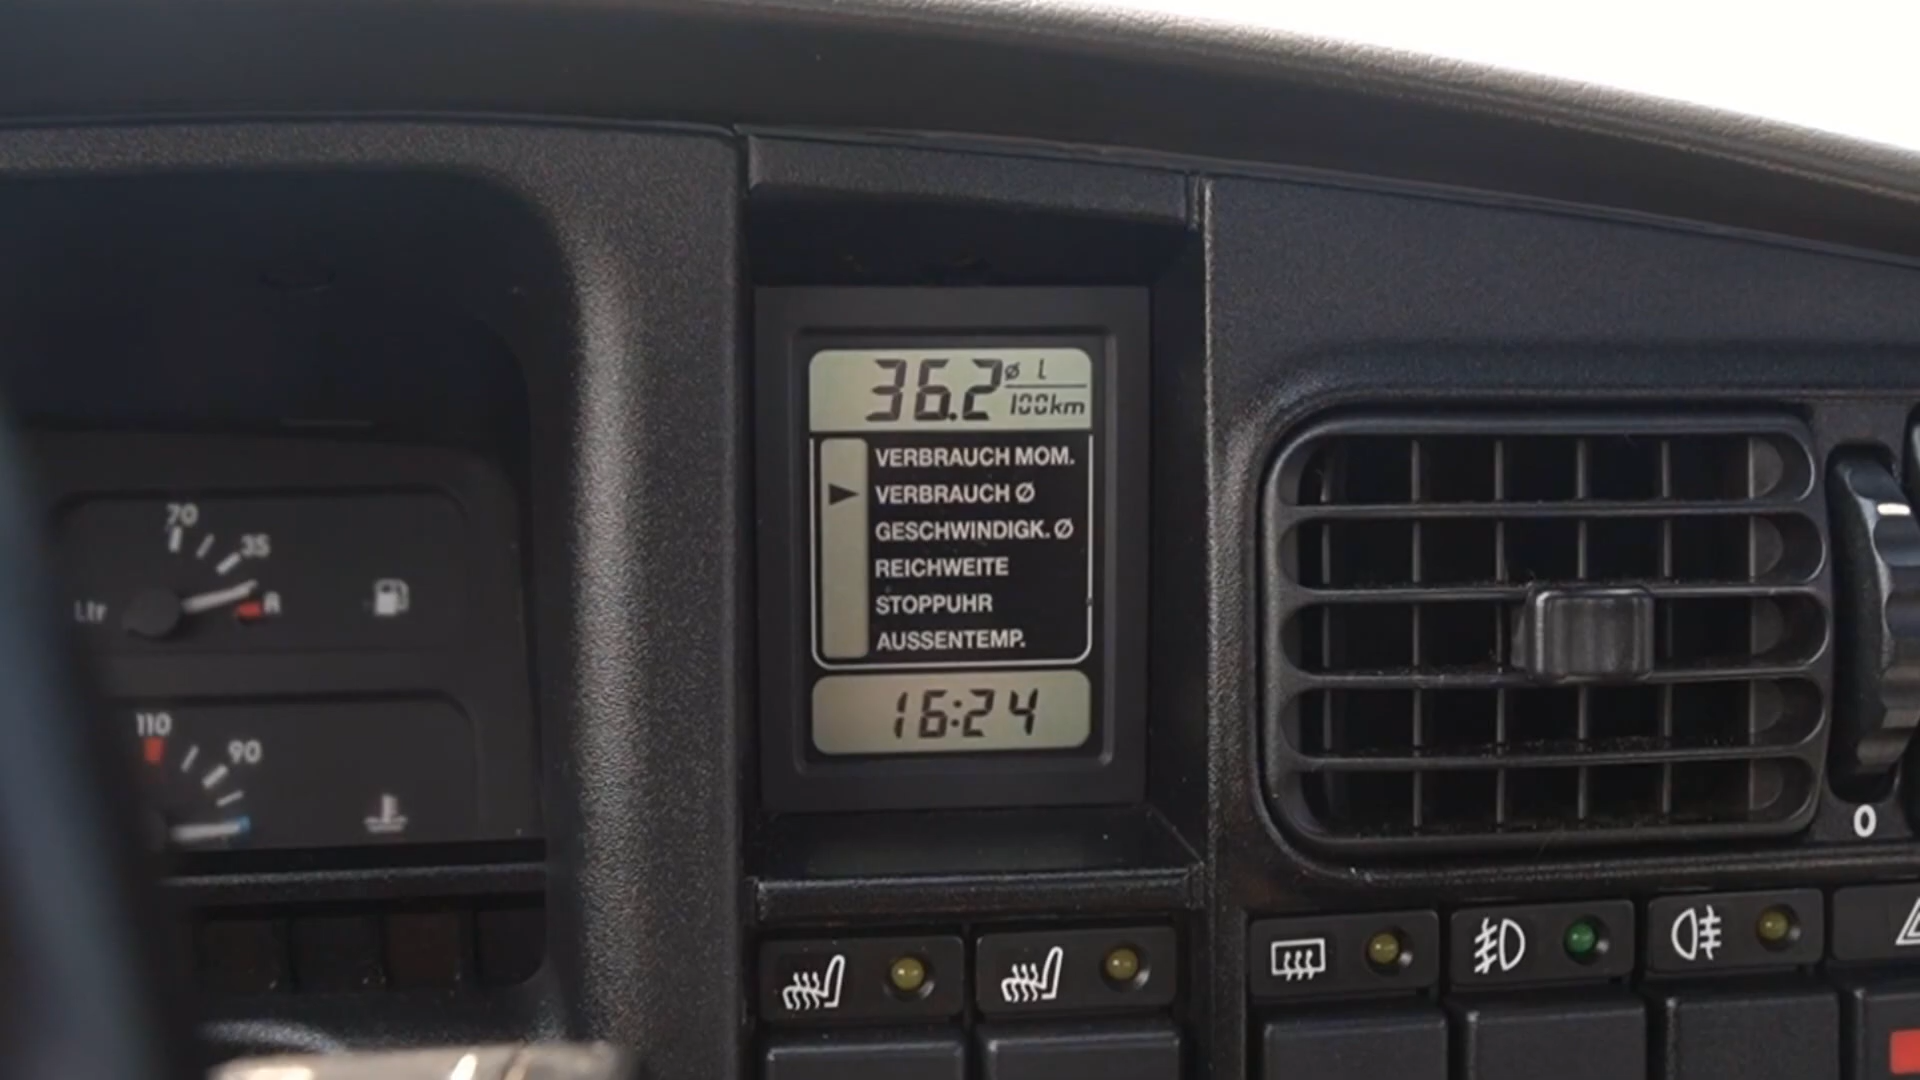 36.2 ø l
100km
VERBRAUCH MOM.
VERBRAUCH Ø
GESCHWINDIGK. Ø
REICHWEITE
STOPPUHR
AUSSENTEMP.
16:24
70
35
Ltr
R
110
90
0